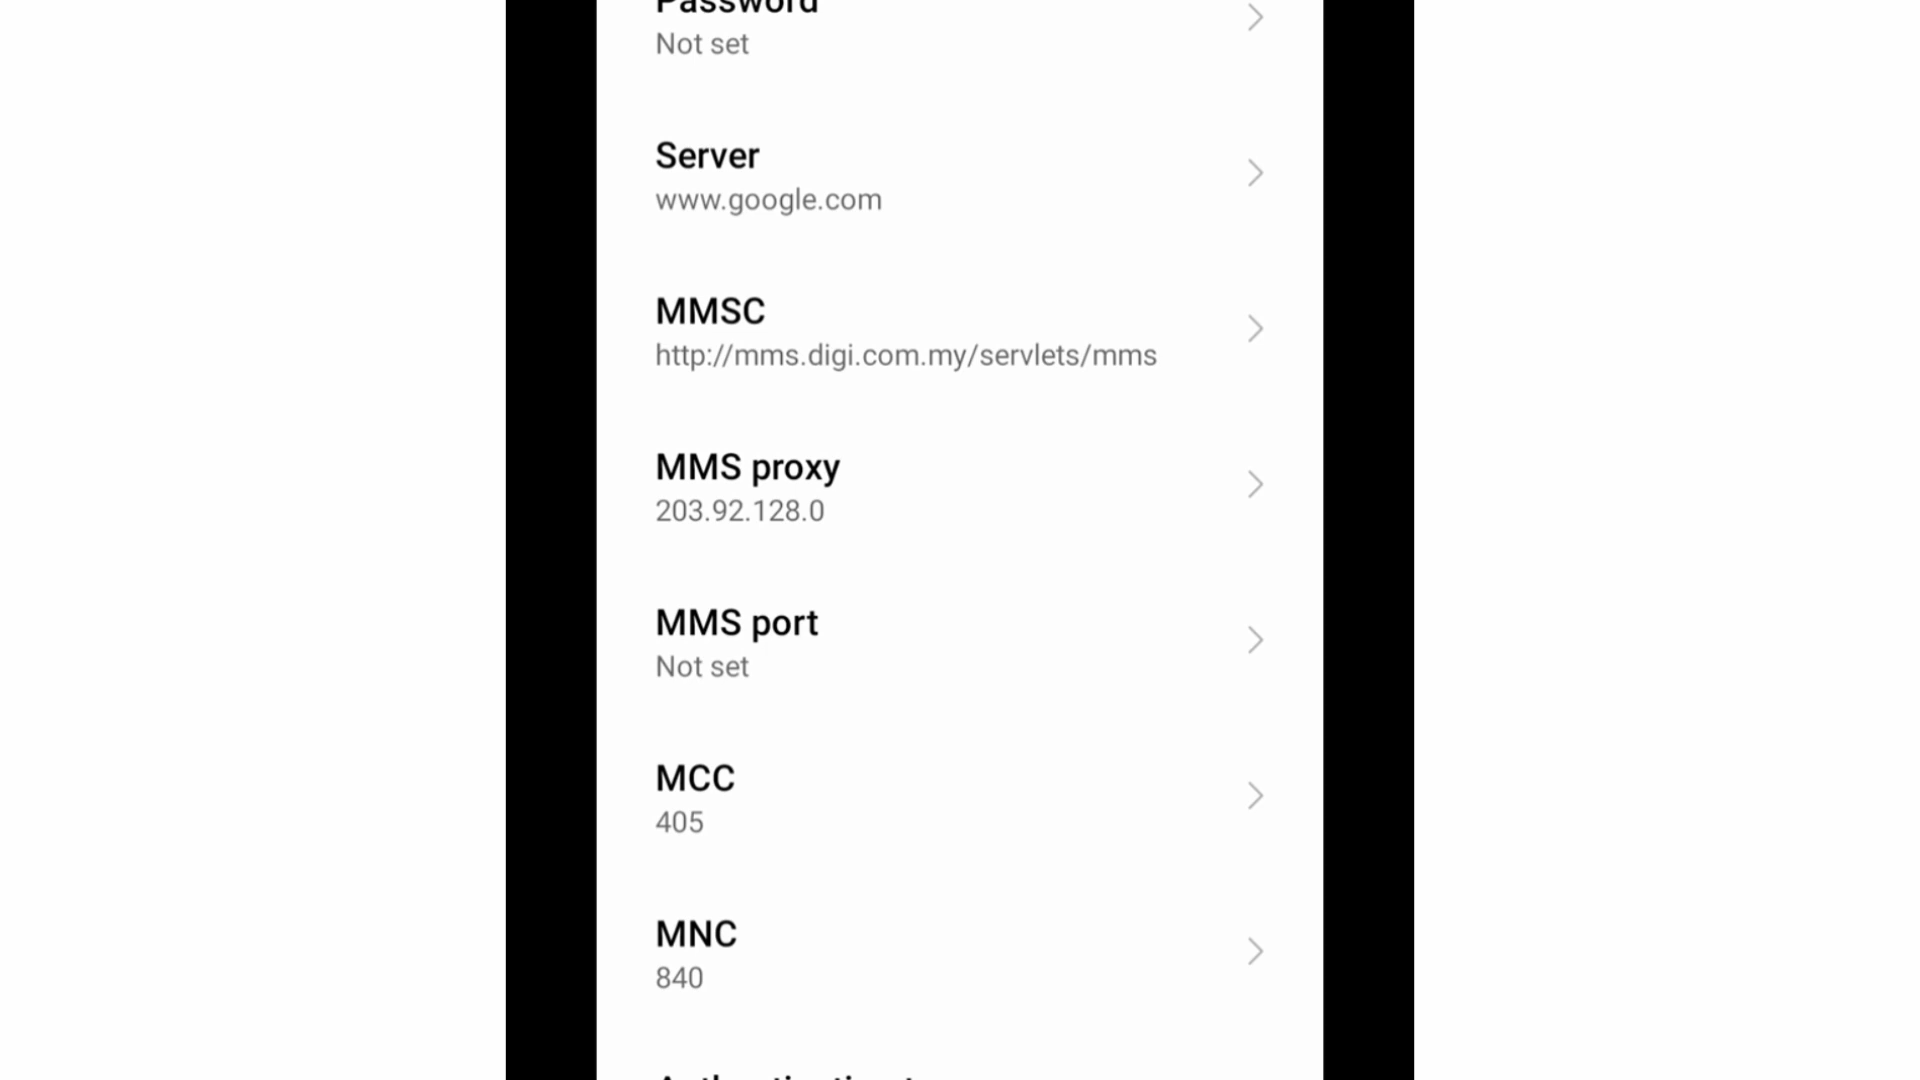 Password
Not set
Server
www.google.com
MMSC
http://mms.digi.com.my/servlets/mms
MMS proxy
203.92.128.0
MMS port
Not set
MCC
405
MNC
840